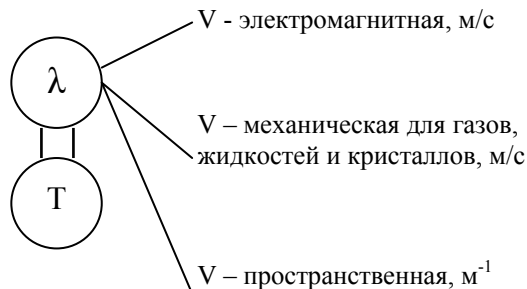 V - электромагнитная, м/с
λ
V – механическая для газов,
жидкостей и кристаллов, м/с
T
V – пространственная, м⁻¹